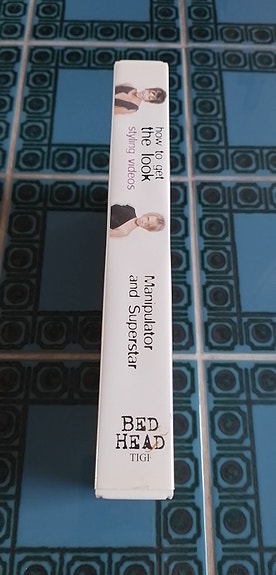 how to get
the look
styling videos
Manipulator
and Superstar
BED
HEAD
TIGI